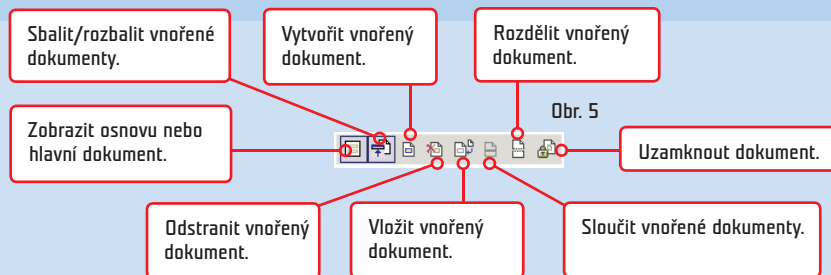 Sbalit/rozbalit vnořené
dokumenty.
Vytvořit vnořený
dokument.
Rozdělit vnořený
dokument.
Obr. 5
Zobrazit osnovu nebo
hlavní dokument.
Uzamknout dokument.
Odstranit vnořený
dokument.
Vložit vnořený
dokument.
Sloučit vnořené dokumenty.